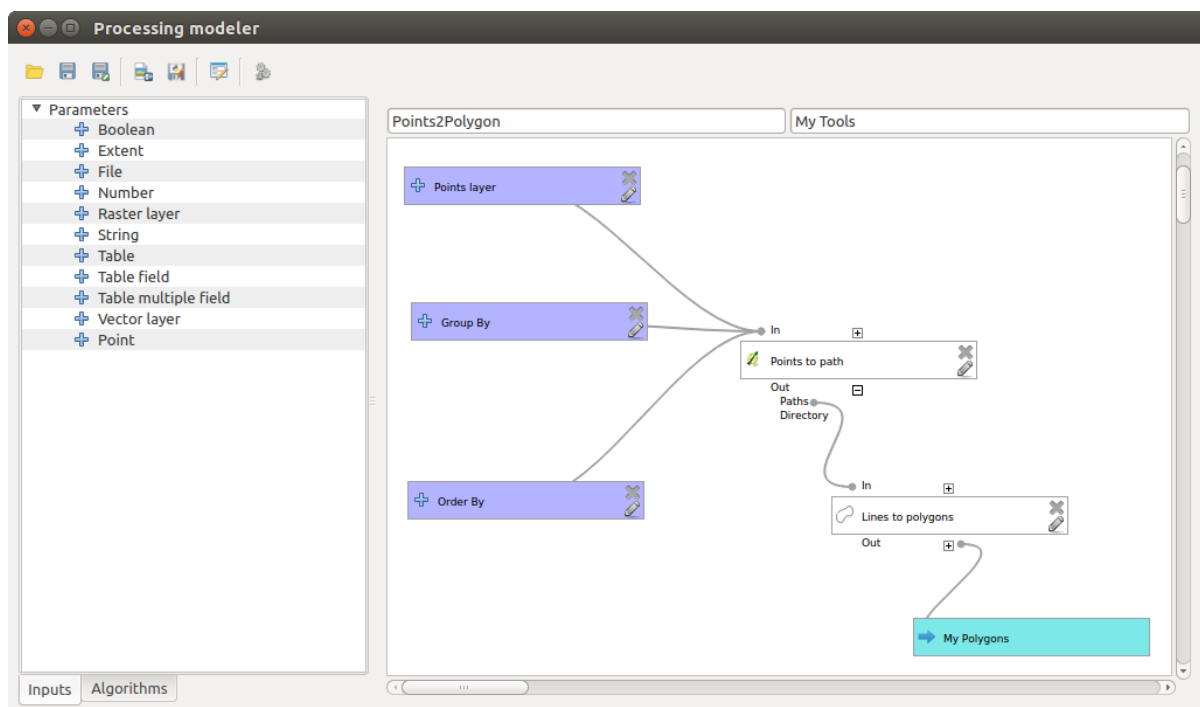 Processing modeler
Parameters
Boolean
Extent
File
Number
Raster layer
String
Table
Table field
Table multiple field
Vector layer
Point
Inputs
Algorithms
Points2Polygon
My Tools
Points layer
Group By
Order By
In
Points to path
Out
Paths
Directory
In
Lines to polygons
Out
My Polygons